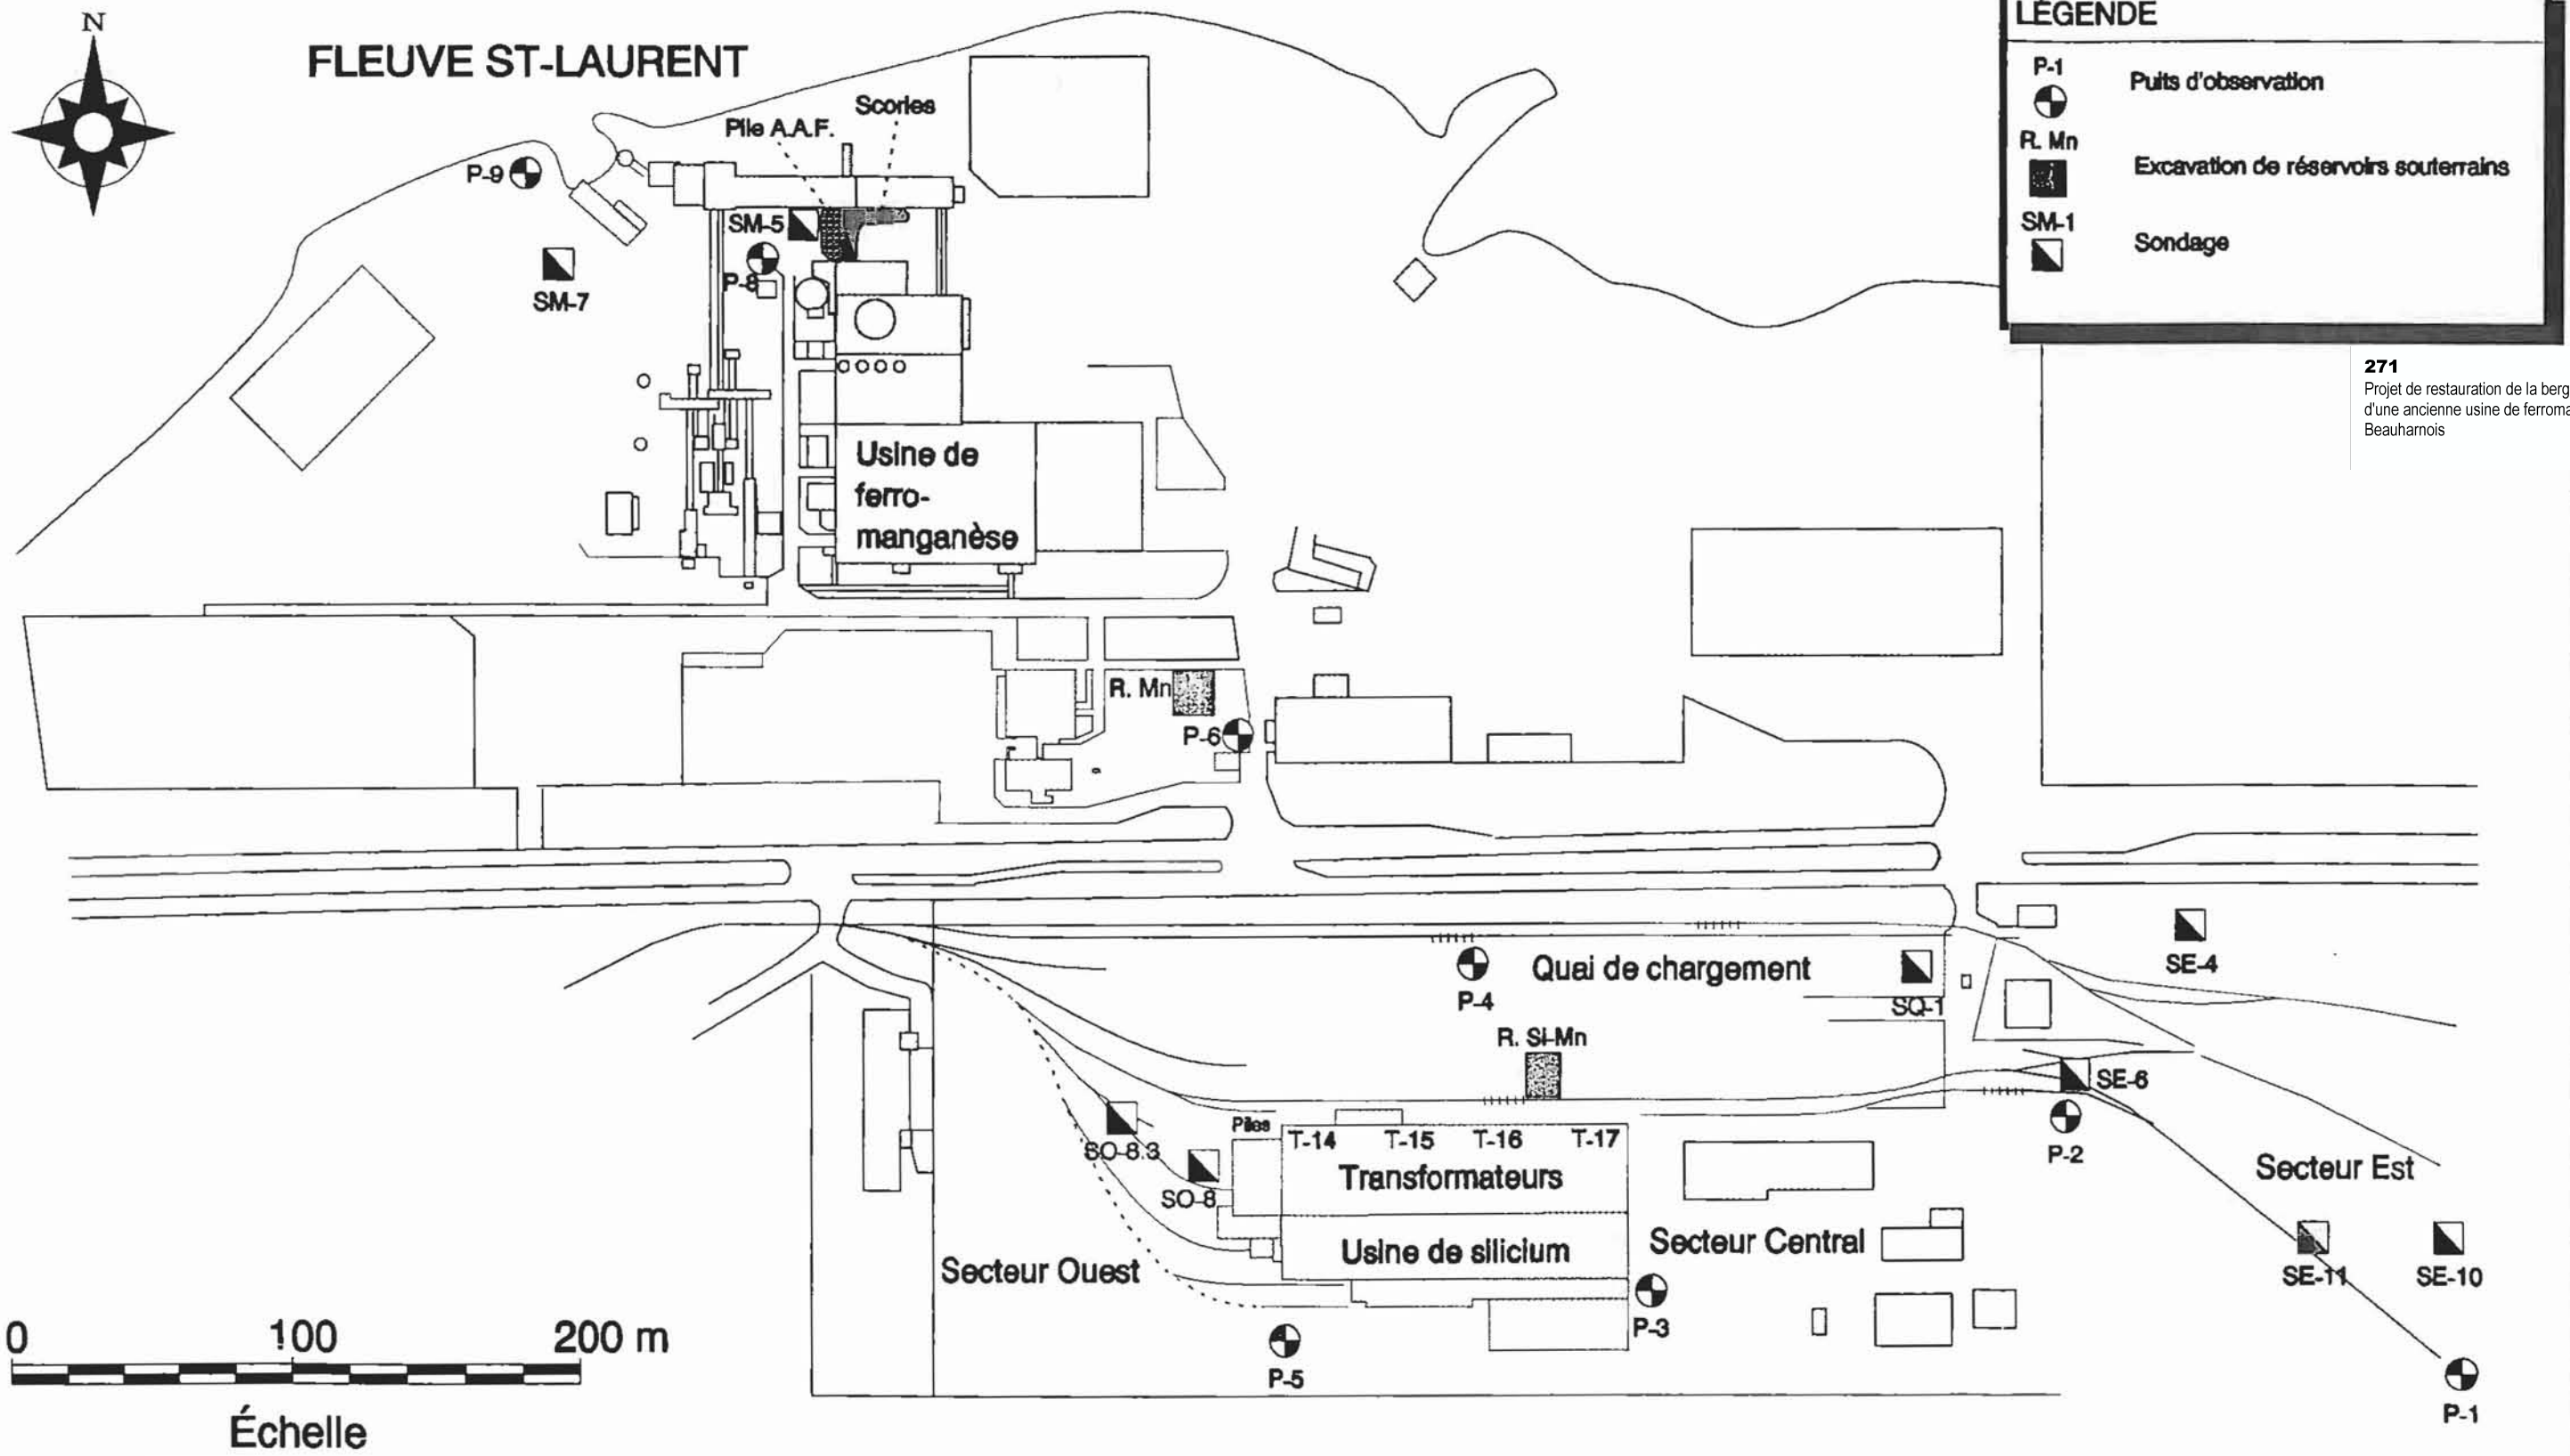 N
FLEUVE ST-LAURENT
LÉGENDE
P-1
Puits d'observation
R. Mn
Excavation de réservoirs souterrains
SM-1
Sondage
271
Projet de restauration de la berg
d'une ancienne usine de ferroma
Beauharnois
Scories
Pile A.A.F.
P-9
SM-5
P-8
SM-7
Usine de
ferro-
manganèse
R. Mn
P-6
SE-4
P-4
Quai de chargement
SQ-1
R. Si-Mn
SE-6
Piles
T-14
T-15
T-16
T-17
SO-8.3
P-2
Transformateurs
Secteur Est
SO-8
Secteur Central
Usine de silicium
Secteur Ouest
SE-11
SE-10
P-3
P-5
P-1
0 100 200 m
Échelle